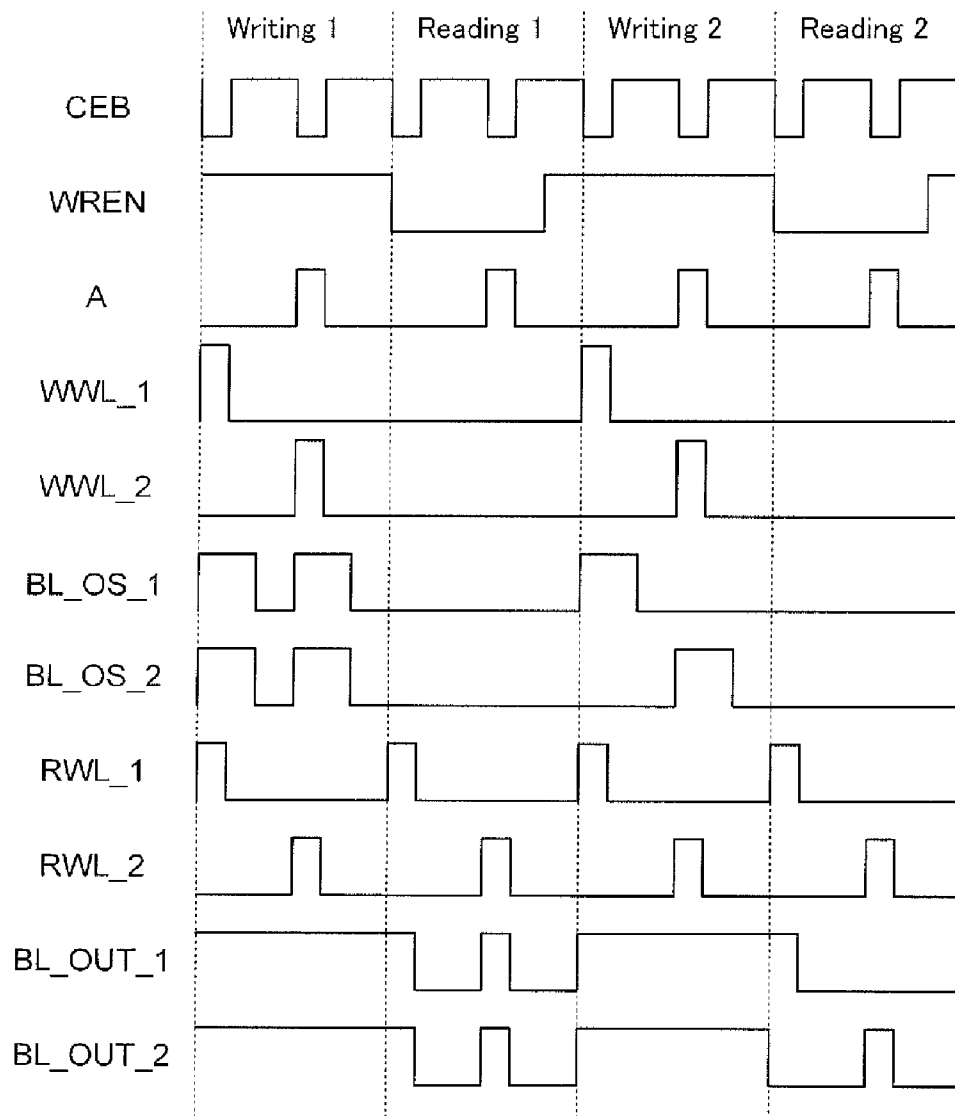 Writing 1 Reading 1 Writing 2 Reading 2
CEB
WREN
A
WWL_1
WWL_2
BL_OS_1
BL_OS_2
RWL_1
RWL_2
BL_OUT_1
BL_OUT_2